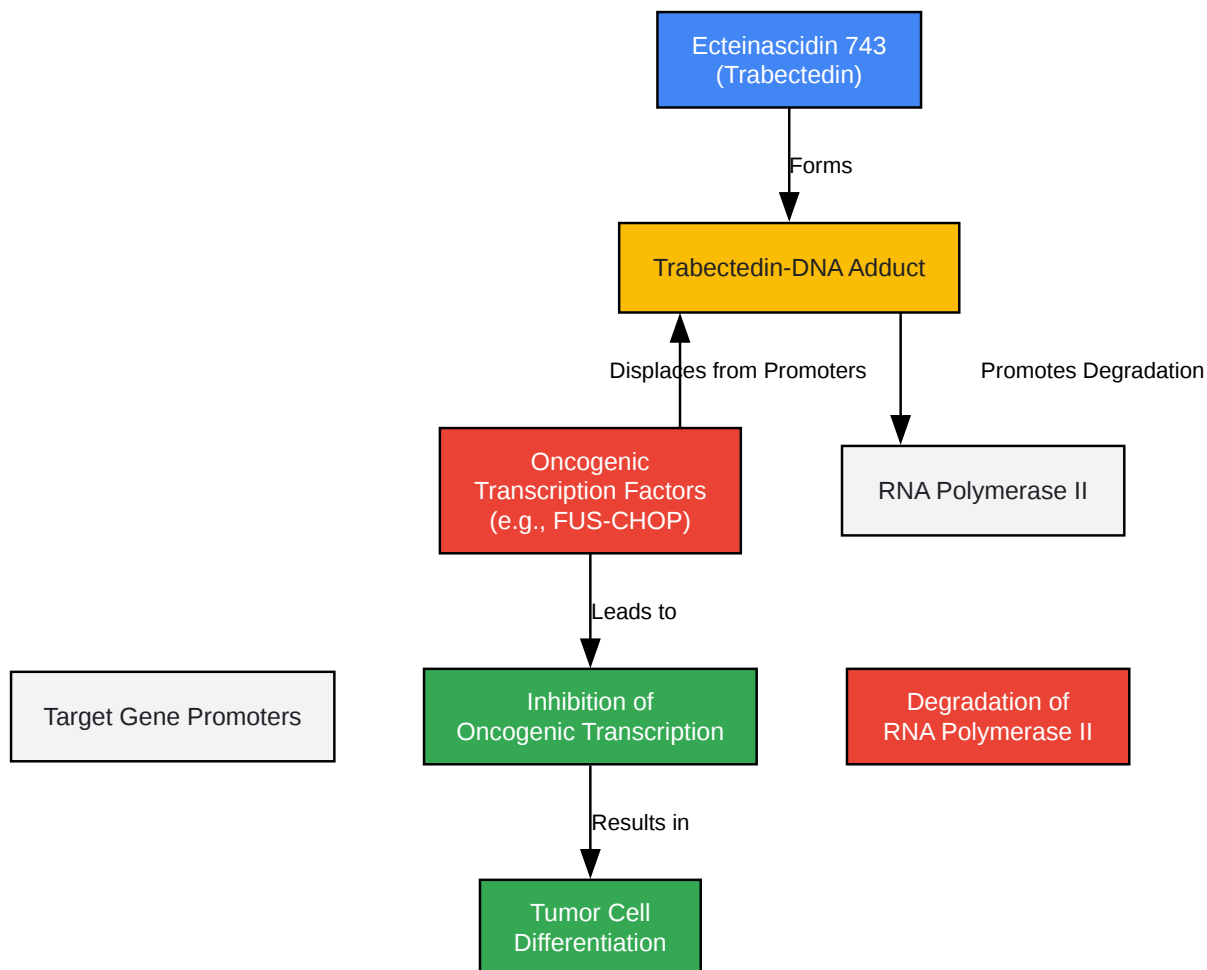 Ecteinascidin 743
(Trabectedin)
Forms
Trabectedin-DNA Adduct
Displaces from Promoters
Promotes Degradation
Oncogenic
Transcription Factors
(e.g., FUS-CHOP)
RNA Polymerase II
Leads to
Target Gene Promoters
Inhibition of
Oncogenic Transcription
Degradation of
RNA Polymerase II
Results in
Tumor Cell
Differentiation